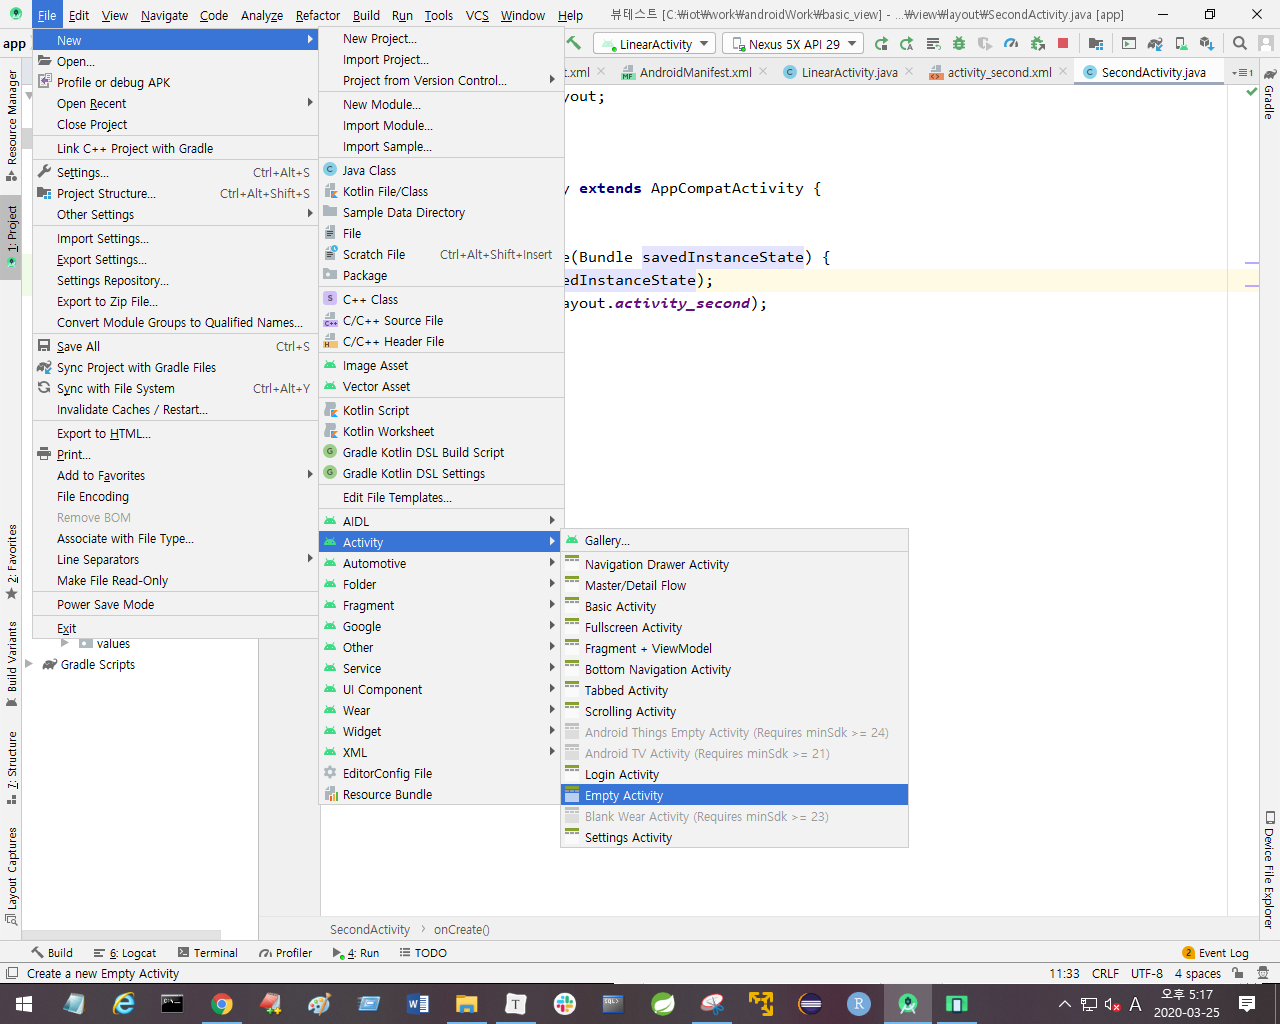 File Edit View Navigate Code Analyze Refactor Build Run Tools VCS Window Help 뷰테스트 [C:₩iot₩work₩androidWork₩basic_view] - ...₩view₩layout₩SecondActivity.java [app]
app
LinearActivity
Nexus 5X API 29
t.xml
AndroidManifest.xml
LinearActivity.java
activity_second.xml
SecondActivity.java
1
New
Open...
Profile or debug APK
Open Recent
Close Project
Link C++ Project with Gradle
Settings... Ctrl+Alt+S
Project Structure... Ctrl+Alt+Shift+S
Other Settings
Import Settings...
Export Settings...
Settings Repository...
Export to Zip File...
Convert Module Groups to Qualified Names...
Save All Ctrl+S
Sync Project with Gradle Files
Sync with File System Ctrl+Alt+Y
Invalidate Caches / Restart...
Export to HTML...
Print...
Add to Favorites
File Encoding
Remove BOM
Associate with File Type...
Line Separators
Make File Read-Only
Power Save Mode
Exit
values
Gradle Scripts
New Project...
Import Project...
Project from Version Control...
New Module...
Import Module...
Import Sample...
Java Class
Kotlin File/Class
Sample Data Directory
File
Scratch File Ctrl+Alt+Shift+Insert
Package
C++ Class
C/C++ Source File
C/C++ Header File
Image Asset
Vector Asset
Kotlin Script
Kotlin Worksheet
Gradle Kotlin DSL Build Script
Gradle Kotlin DSL Settings
Edit File Templates...
AIDL
Activity
Automotive
Folder
Fragment
Google
Other
Service
UI Component
Wear
Widget
XML
EditorConfig File
Resource Bundle
Gallery...
Navigation Drawer Activity
Master/Detail Flow
Basic Activity
Fullscreen Activity
Fragment + ViewModel
Bottom Navigation Activity
Tabbed Activity
Scrolling Activity
Android Things Empty Activity (Requires minSdk >= 24)
Android TV Activity (Requires minSdk >= 21)
Login Activity
Empty Activity
Blank Wear Activity (Requires minSdk >= 23)
Settings Activity
yout;
y extends AppCompatActivity {
e(Bundle savedInstanceState) {
edInstanceState);
ayout.activity_second);
Resource Manager
1: Project
2: Favorites
Build Variants
7: Structure
Layout Captures
Gradle
Device File Explorer
SecondActivity
onCreate()
Build
6: Logcat
Terminal
Profiler
4: Run
TODO
2 Event Log
Create a new Empty Activity
11:33 CRLF UTF-8 4 spaces
A
오후 5:17
2020-03-25